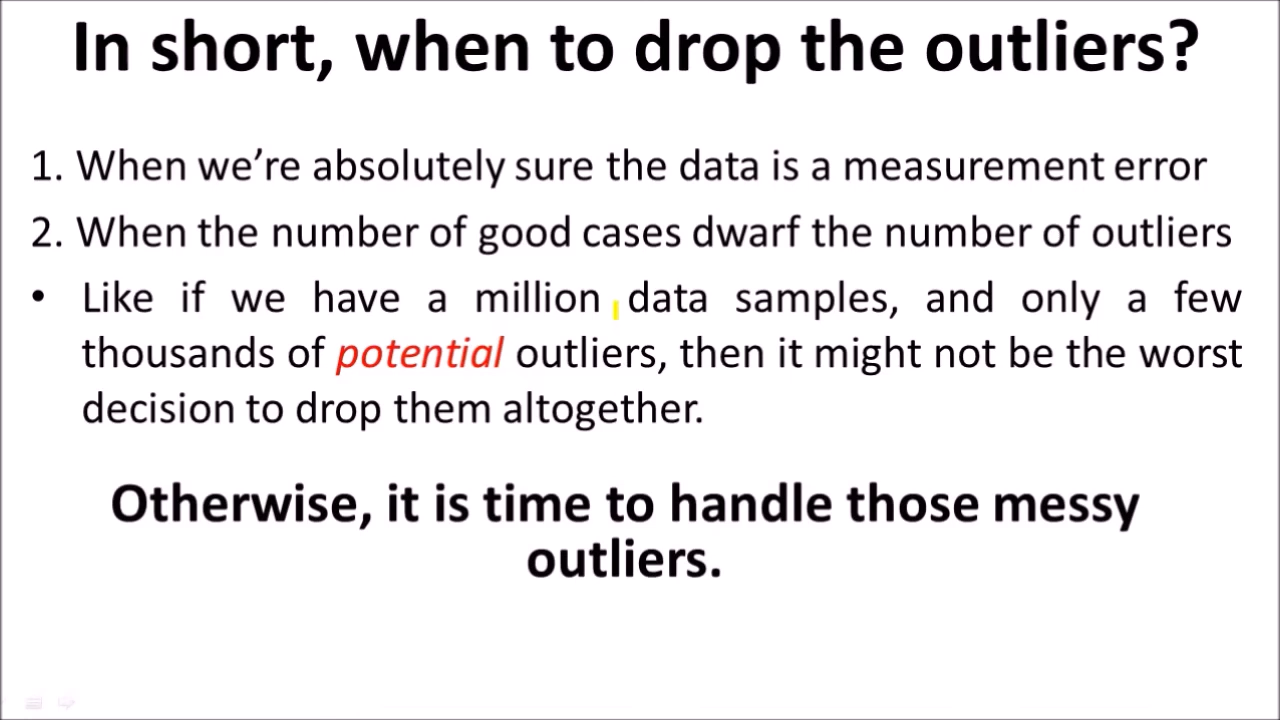 In short, when to drop the outliers?
1. When we’re absolutely sure the data is a measurement error
2. When the number of good cases dwarf the number of outliers
• Like if we have a million data samples, and only a few
thousands of potential outliers, then it might not be the worst
decision to drop them altogether.
Otherwise, it is time to handle those messy
outliers.